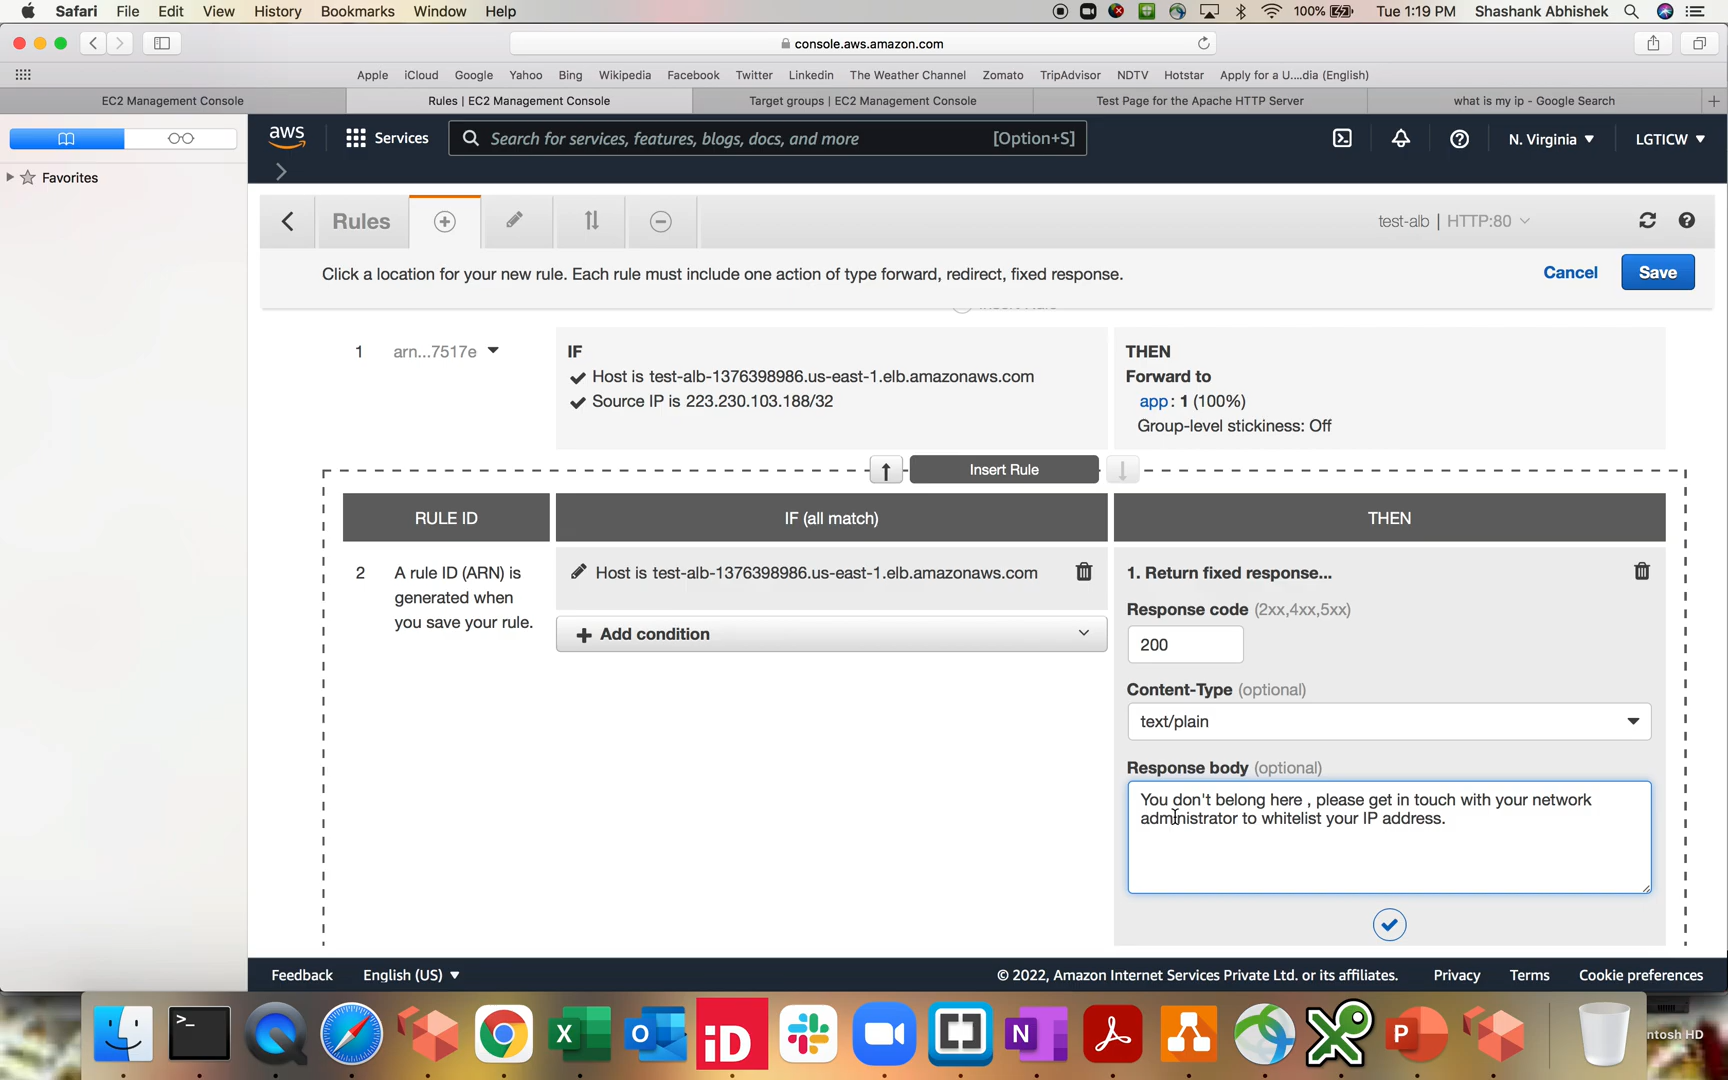 Safari File Edit View History Bookmarks Window Help 100% Tue 1:19 PM Shashank Abhishek
console.aws.amazon.com
Apple iCloud Google Yahoo Bing Wikipedia Facebook Twitter Linkedin The Weather Channel Zomato TripAdvisor NDTV Hotstar Apply for a U....dia (English)
EC2 Management Console Rules | EC2 Management Console Target groups | EC2 Management Console Test Page for the Apache HTTP Server what is my ip - Google Search
aws Services Search for services, features, blogs, docs, and more [Option+S] N. Virginia LGTICW
Favorites
Rules test-alb | HTTP:80
Click a location for your new rule. Each rule must include one action of type forward, redirect, fixed response. Cancel Save
1 arn...7517e IF THEN
Host is test-alb-1376398986.us-east-1.elb.amazonaws.com Forward to
Source IP is 223.230.103.188/32 app: 1 (100%)
Group-level stickiness: Off
Insert Rule
RULE ID IF (all match) THEN
2 A rule ID (ARN) is Host is test-alb-1376398986.us-east-1.elb.amazonaws.com 1. Return fixed response...
generated when Response code (2xx,4xx,5xx)
you save your rule. Add condition 200
Content-Type (optional)
text/plain
Response body (optional)
You don't belong here , please get in touch with your network
administrator to whitelist your IP address.
Feedback English (US) © 2022, Amazon Internet Services Private Ltd. or its affiliates. Privacy Terms Cookie preferences
>_ X O iD N P ntosh HD